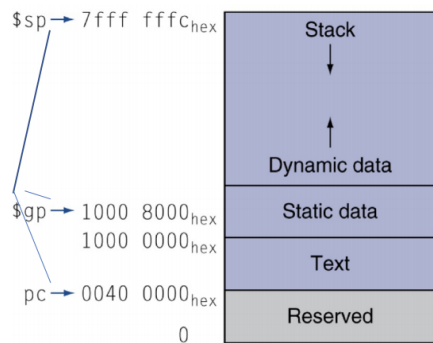 $sp → 7fff fffc hex
Stack
Dynamic data
$gp → 1000 8000 hex
Static data
1000 0000 hex
Text
pc → 0040 0000 hex
Reserved
0